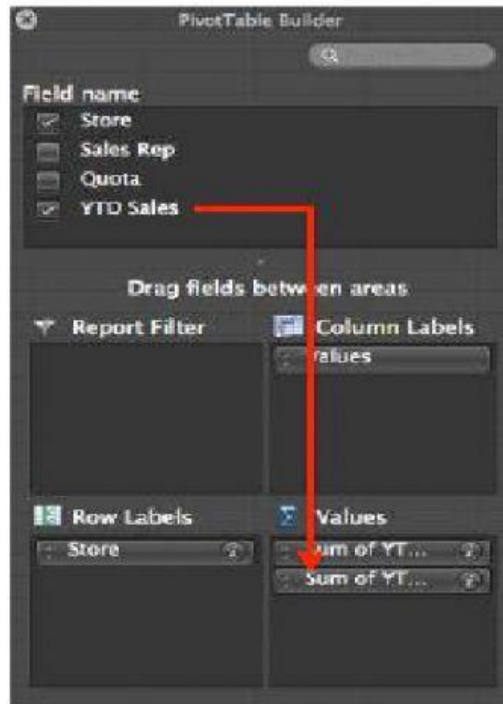 PivotTable Builder
Field name
Store
Sales Rep
Quota
YTD Sales
Drag fields between areas
Report Filter
Column Labels
Values
Row Labels
Values
Store
Sum of YT...
Sum of YT...